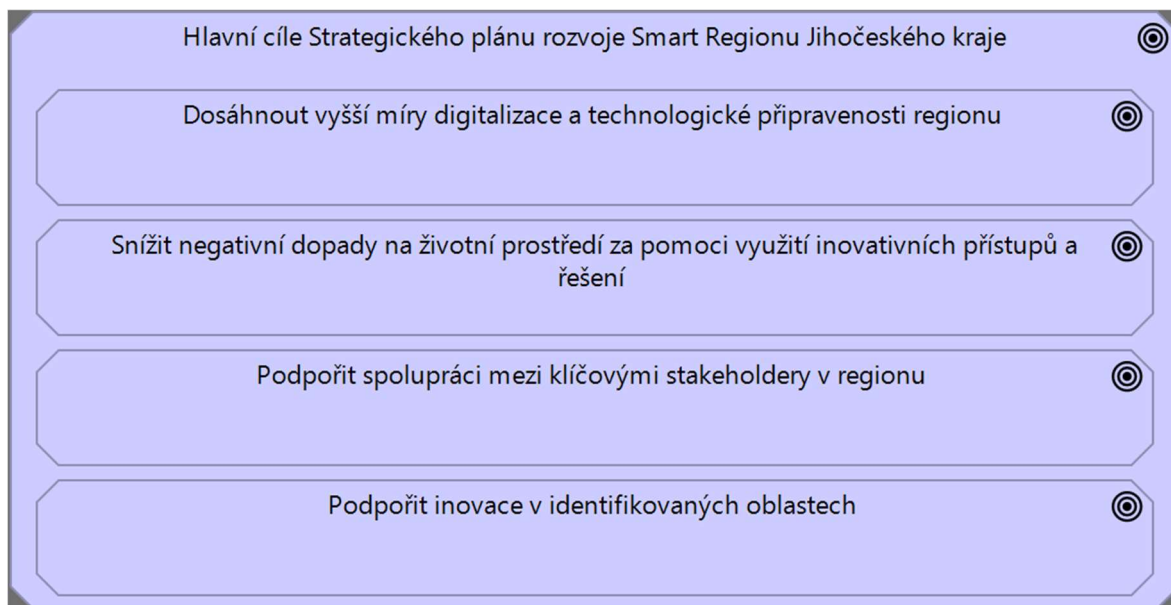 Hlavní cíle Strategického plánu rozvoje Smart Regionu Jihočeského kraje
Dosáhnout vyšší míry digitalizace a technologické připravenosti regionu
Snížit negativní dopady na životní prostředí za pomoci využití inovativních přístupů a
řešení
Podpořit spolupráci mezi klíčovými stakeholdery v regionu
Podpořit inovace v identifikovaných oblastech